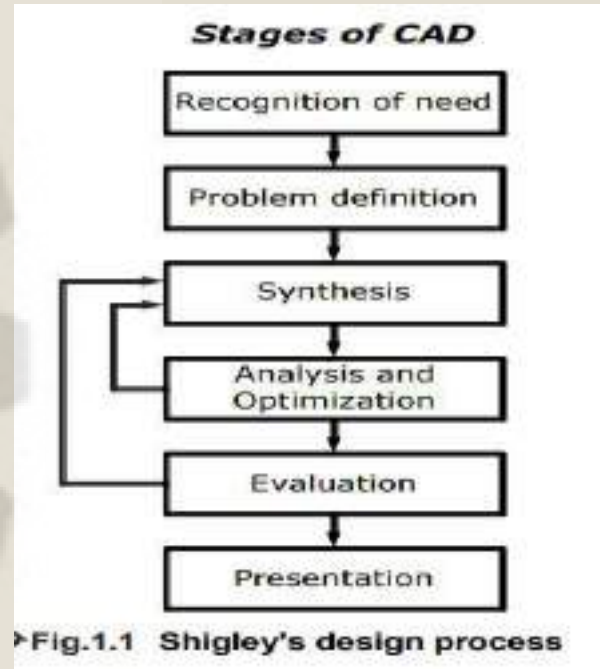 Stages of CAD
Recognition of need
Problem definition
Synthesis
Analysis and
Optimization
Evaluation
Presentation
Fig.1.1 Shigley's design process